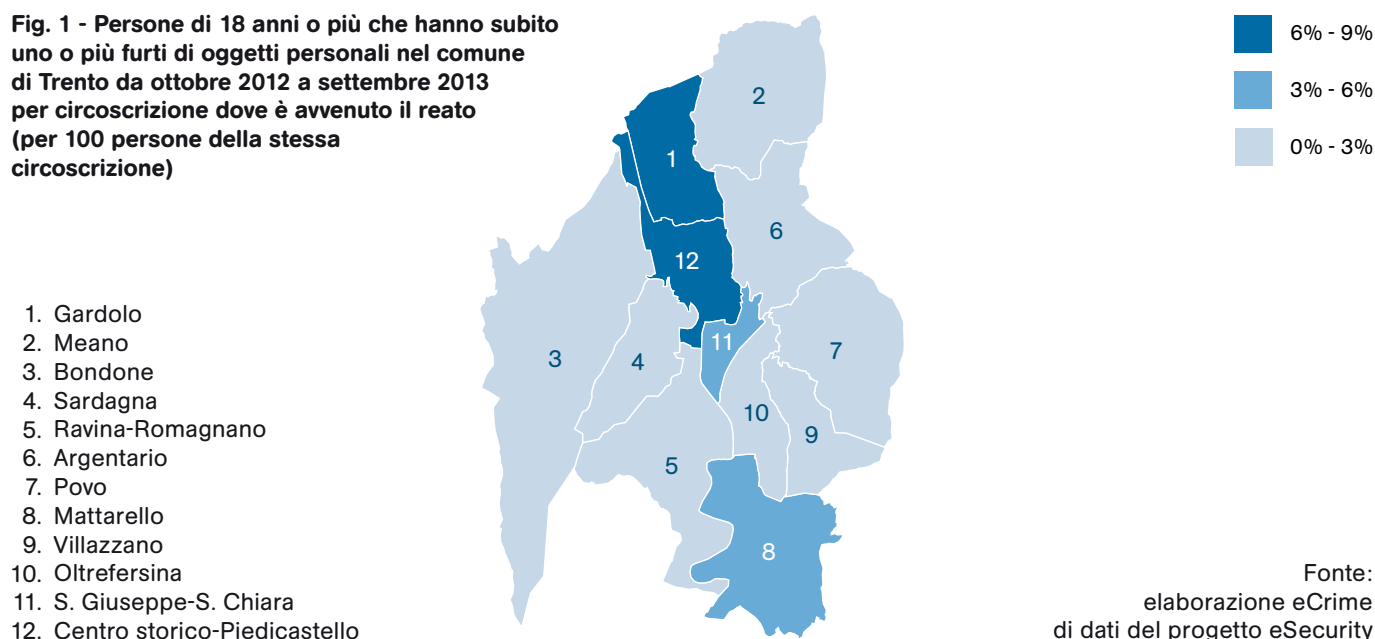 Fig. 1 - Persone di 18 anni o più che hanno subito
uno o più furti di oggetti personali nel comune
di Trento da ottobre 2012 a settembre 2013
per circoscrizione dove è avvenuto il reato
(per 100 persone della stessa
circoscrizione)
6% - 9%
3% - 6%
0% - 3%
2
1
6
12
11
3
4
7
10
9
5
8
1. Gardolo
2. Meano
3. Bondone
4. Sardagna
5. Ravina-Romagnano
6. Argentario
7. Povo
8. Mattarello
9. Villazzano
10. Oltrefersina
11. S. Giuseppe-S. Chiara
12. Centro storico-Piedicastello
Fonte:
elaborazione eCrime
di dati del progetto eSecurity